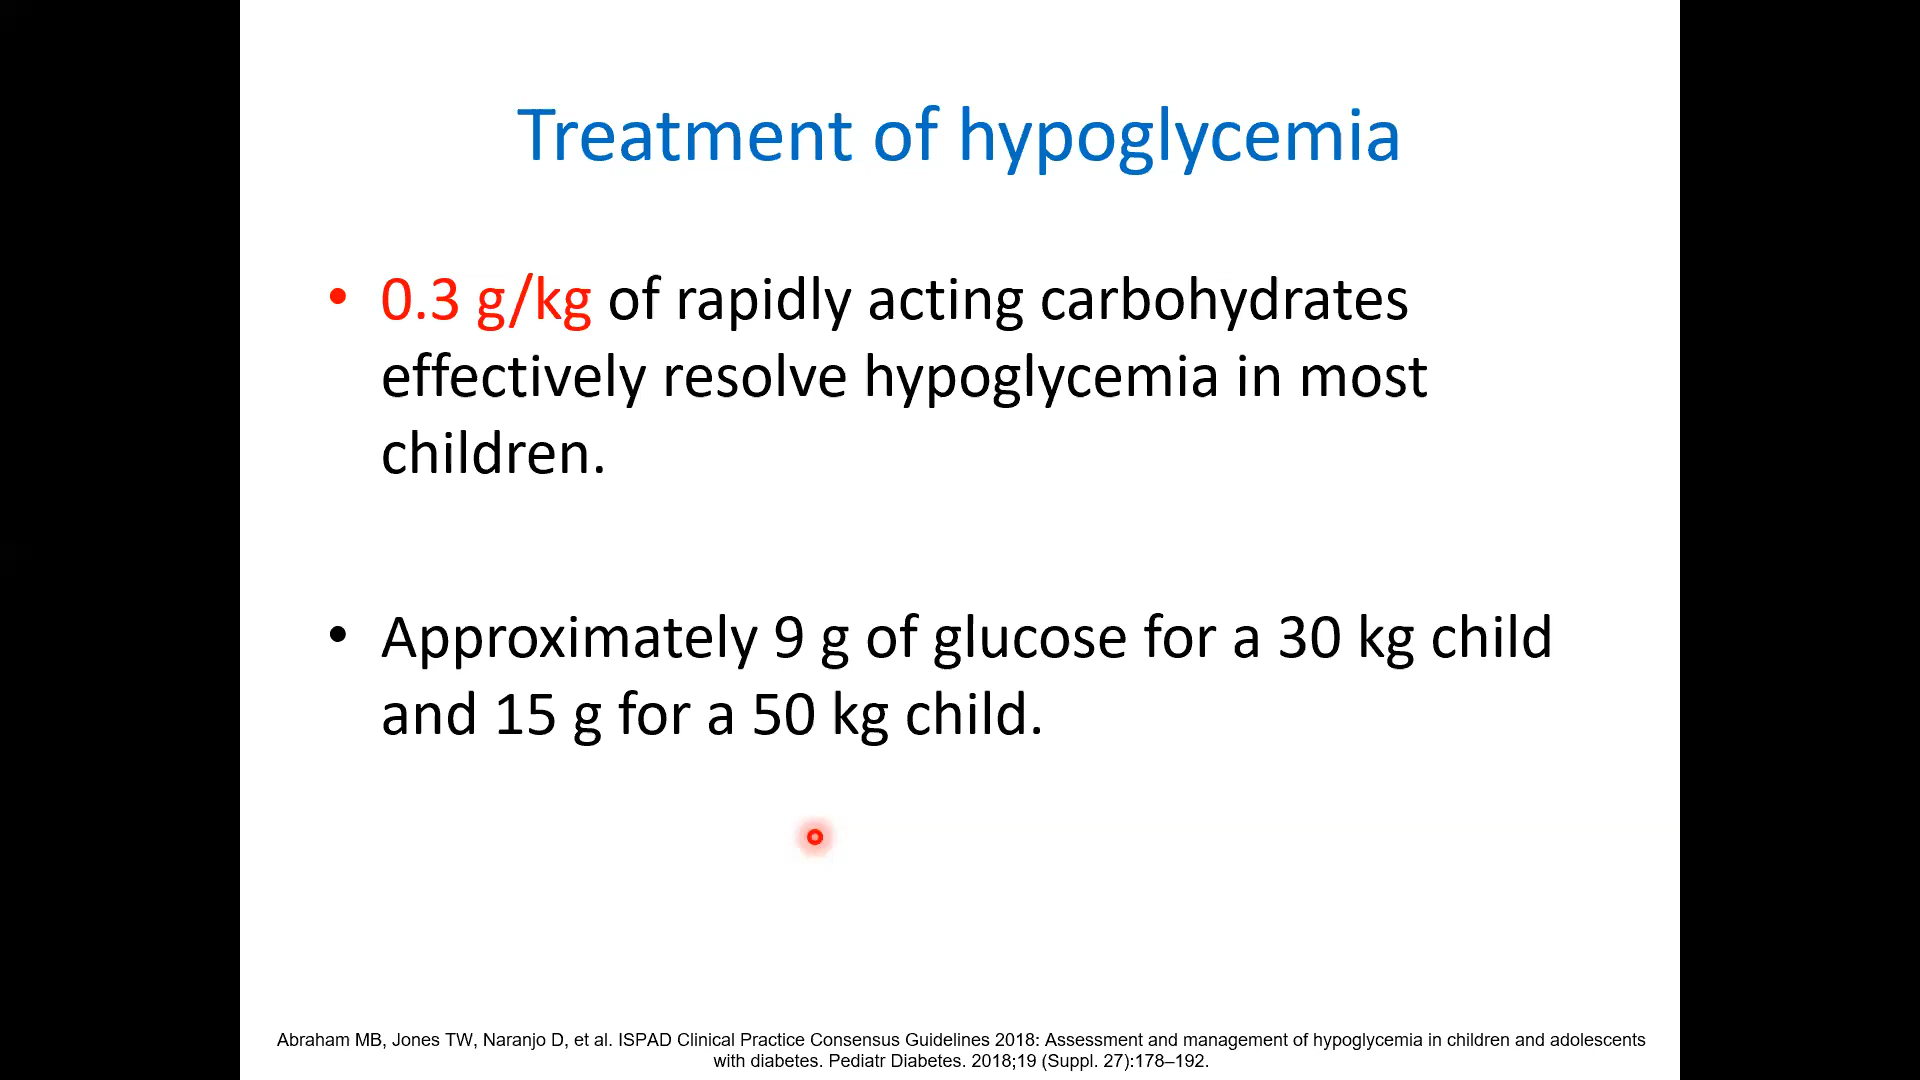 Treatment of hypoglycemia
• 0.3 g/kg of rapidly acting carbohydrates
effectively resolve hypoglycemia in most
children.
• Approximately 9 g of glucose for a 30 kg child
and 15 g for a 50 kg child.
Abraham MB, Jones TW, Naranjo D, et al. ISPAD Clinical Practice Consensus Guidelines 2018: Assessment and management of hypoglycemia in children and adolescents
with diabetes. Pediatr Diabetes. 2018;19 (Suppl. 27):178–192.